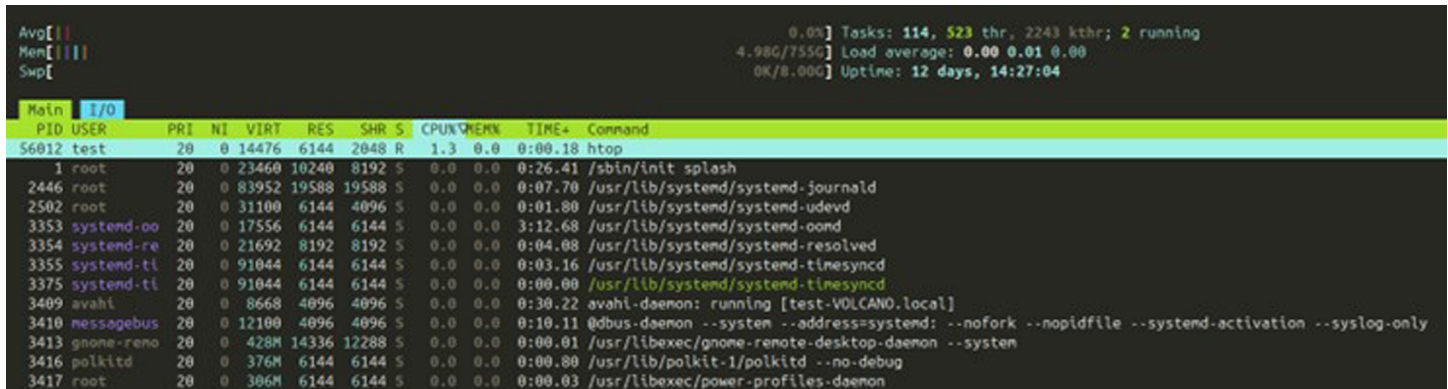 Avg[|| 0.0%] Tasks: 114, 523 thr, 2243 kthr; 2 running
Mem[||||| 4.98G/755G] Load average: 0.00 0.01 0.00
Swp[ 0K/8.00G] Uptime: 12 days, 14:27:04
Main I/O
PID USER PRI NI VIRT RES SHR S CPU%▽MEM% TIME+ Command
56012 test 20 0 14476 6144 2048 R 1.3 0.0 0:00.18 htop
1 root 20 0 23460 10240 8192 S 0.0 0.0 0:26.41 /sbin/init splash
2446 root 20 0 83952 19588 19588 S 0.0 0.0 0:07.70 /usr/lib/systemd/systemd-journald
2502 root 20 0 31100 6144 4096 S 0.0 0.0 0:01.80 /usr/lib/systemd/systemd-udevd
3353 systemd-oo 20 0 17556 6144 6144 S 0.0 0.0 3:12.68 /usr/lib/systemd/systemd-oomd
3354 systemd-re 20 0 21692 8192 8192 S 0.0 0.0 0:04.08 /usr/lib/systemd/systemd-resolved
3355 systemd-ti 20 0 91044 6144 6144 S 0.0 0.0 0:03.16 /usr/lib/systemd/systemd-timesyncd
3375 systemd-ti 20 0 91044 6144 6144 S 0.0 0.0 0:00.00 /usr/lib/systemd/systemd-timesyncd
3409 avahi 20 0 8668 4096 4096 S 0.0 0.0 0:30.22 avahi-daemon: running [test-VOLCANO.local]
3410 messagebus 20 0 12100 4096 4096 S 0.0 0.0 0:10.11 @dbus-daemon --system --address=systemd: --nofork --nopidfile --systemd-activation --syslog-only
3413 gnome-remo 20 0 428M 14336 12288 S 0.0 0.0 0:00.01 /usr/libexec/gnome-remote-desktop-daemon --system
3416 polkitd 20 0 376M 6144 6144 S 0.0 0.0 0:00.80 /usr/lib/polkit-1/polkitd --no-debug
3417 root 20 0 306M 6144 6144 S 0.0 0.0 0:00.03 /usr/libexec/power-profiles-daemon